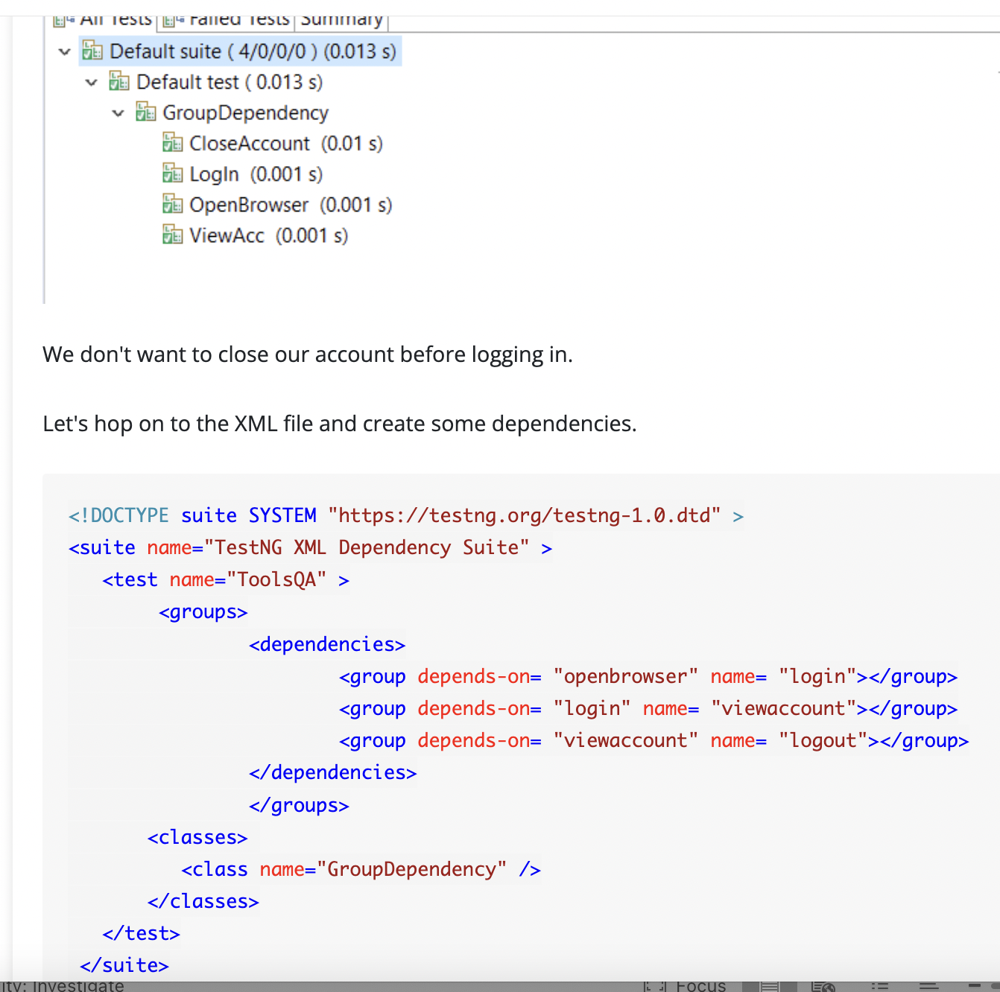 All Tests Failed Tests Summary
Default suite ( 4/0/0/0 ) (0.013 s)
Default test ( 0.013 s)
GroupDependency
CloseAccount (0.01 s)
LogIn (0.001 s)
OpenBrowser (0.001 s)
ViewAcc (0.001 s)
We don't want to close our account before logging in.
Let's hop on to the XML file and create some dependencies.
<!DOCTYPE suite SYSTEM "https://testng.org/testng-1.0.dtd" >
<suite name="TestNG XML Dependency Suite" >
<test name="ToolsQA" >
<groups>
<dependencies>
<group depends-on= "openbrowser" name= "login"></group>
<group depends-on= "login" name= "viewaccount"></group>
<group depends-on= "viewaccount" name= "logout"></group>
</dependencies>
</groups>
<classes>
<class name="GroupDependency" />
</classes>
</test>
</suite>
ity: Investigate Focus